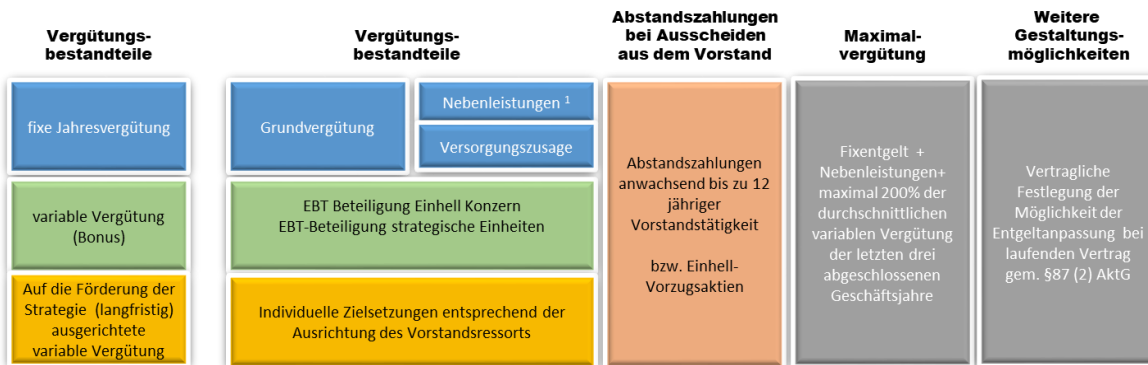 Vergütungs-
bestandteile
Vergütungs-
bestandteile
Abstandszahlungen
bei Ausscheiden
aus dem Vorstand
Maximal-
vergütung
Weitere
Gestaltungs-
möglichkeiten
fixe Jahresvergütung
Grundvergütung
Nebenleistungen ¹
Versorgungszusage
variable Vergütung
(Bonus)
EBT Beteiligung Einhell Konzern
EBT-Beteiligung strategische Einheiten
Auf die Förderung der
Strategie (langfristig)
ausgerichtete
variable Vergütung
Individuelle Zielsetzungen entsprechend der
Ausrichtung des Vorstandsressorts
Abstandszahlungen
anwachsend bis zu 12
jähriger
Vorstandstätigkeit
bzw. Einhell-
Vorzugsaktien
Fixentgelt +
Nebenleistungen+
maximal 200% der
durchschnittlichen
variablen Vergütung
der letzten drei
abgeschlossenen
Geschäftsjahre
Vertragliche
Festlegung der
Möglichkeit der
Entgeltanpassung bei
laufenden Vertrag
gem. §87 (2) AktG